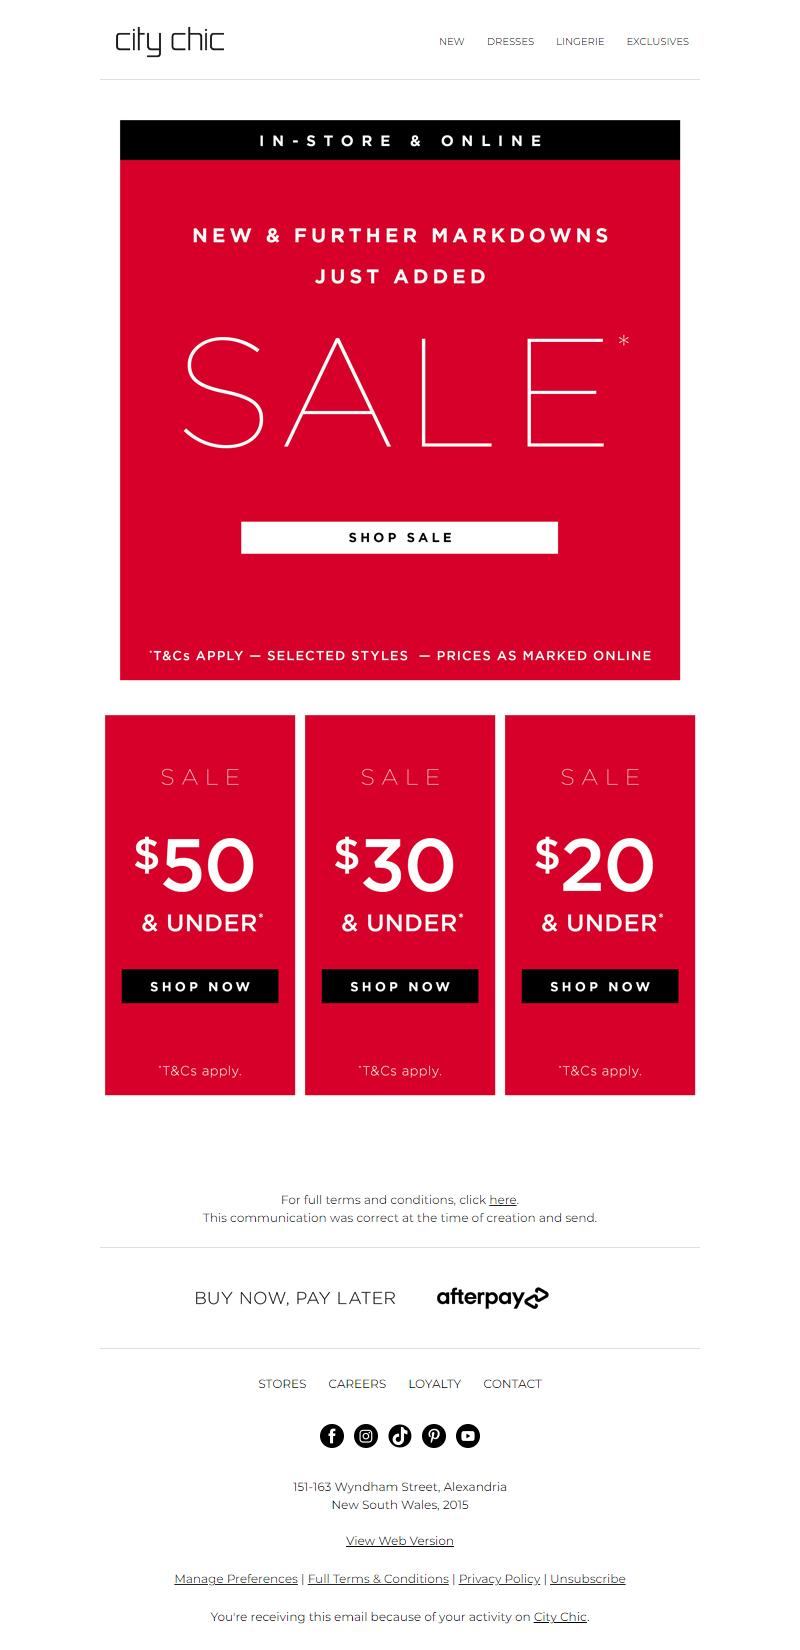 city chic
NEW DRESSES LINGERIE EXCLUSIVES
IN-STORE & ONLINE
NEW & FURTHER MARKDOWNS
JUST ADDED
SALE*
SHOP SALE
*T&Cs APPLY — SELECTED STYLES — PRICES AS MARKED ONLINE
SALE
$50
& UNDER*
SHOP NOW
*T&Cs apply.
SALE
$30
& UNDER*
SHOP NOW
*T&Cs apply.
SALE
$20
& UNDER*
SHOP NOW
*T&Cs apply.
For full terms and conditions, click here.
This communication was correct at the time of creation and send.
BUY NOW, PAY LATER afterpay
STORES CAREERS LOYALTY CONTACT
151-163 Wyndham Street, Alexandria
New South Wales, 2015
View Web Version
Manage Preferences | Full Terms & Conditions | Privacy Policy | Unsubscribe
You're receiving this email because of your activity on City Chic.